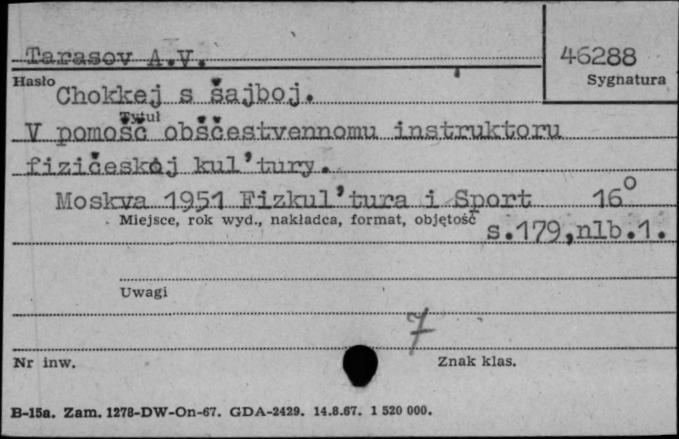 Tarasov A.V.
46288
Sygnatura
Hasło
Chokkej s šajboj.
Tytuł
V pomošč obščestvennomu instruktoru
fizičeskoj kul'tury.
Moskva 1951 Fizkul'tura i Sport 16°
Miejsce, rok wyd., nakładca, format, objętość
s.179,nlb.1.
Uwagi
7
Nr inw.
Znak klas.
B-15a. Zam. 1278-DW-On-67. GDA-2429. 14.8.67. 1 520 000.